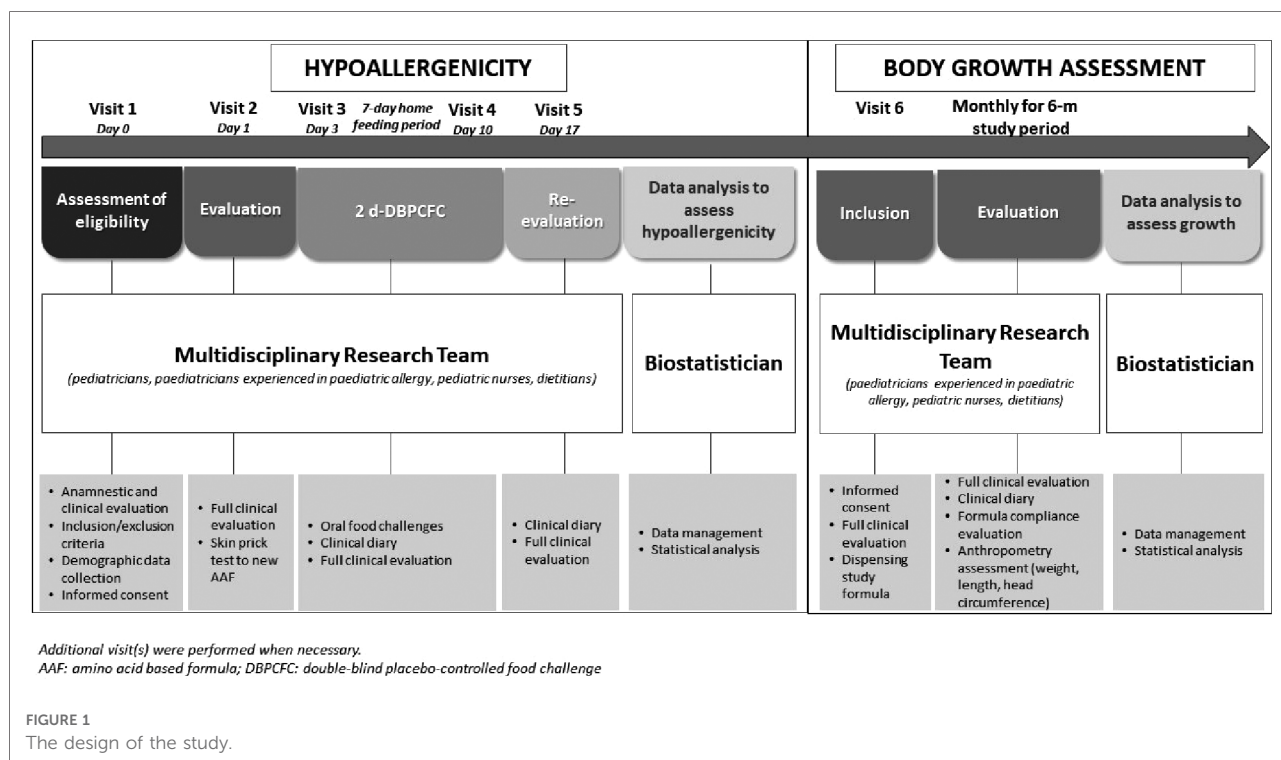 HYPOALLERGENICITY
BODY GROWTH ASSESSMENT
Visit 1
Day 0
Visit 2
Day 1
Visit 3
Day 3
7-day home
feeding period
Visit 4
Day 10
Visit 5
Day 17
Visit 6
Monthly for 6-m
study period
Assessment of
eligibility
Evaluation
2 d-DBPCFC
Re-
evaluation
Data analysis to
assess
hypoallergenicity
Inclusion
Evaluation
Data analysis to
assess growth
Multidisciplinary Research Team
(pediatricians, paediatricians experienced in paediatric allergy, pediatric nurses, dietitians)
Biostatistician
Multidisciplinary Research
Team
(paediatricians experienced in paediatric
allergy, pediatric nurses, dietitians)
Biostatistician
• Anamnestic and
clinical evaluation
• Inclusion/exclusion
criteria
• Demographic data
collection
• Informed consent
• Full clinical
evaluation
• Skin prick
test to new
AAF
• Oral food challenges
• Clinical diary
• Full clinical evaluation
• Clinical diary
• Full clinical
evaluation
• Data management
• Statistical analysis
• Informed
consent
• Full clinical
evaluation
• Dispensing
study
formula
• Full clinical evaluation
• Clinical diary
• Formula compliance
evaluation
• Anthropometry
assessment (weight,
length, head
circumference)
• Data management
• Statistical analysis
Additional visit(s) were performed when necessary.
AAF: amino acid based formula; DBPCFC: double-blind placebo-controlled food challenge
FIGURE 1
The design of the study.